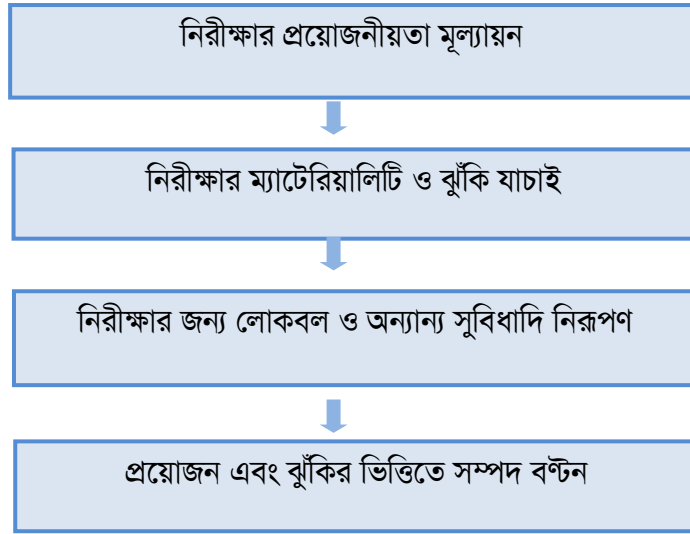 নিরীক্ষার প্রয়োজনীয়তা মূল্যায়ন
নিরীক্ষার ম্যাটেরিয়ালিটি ও ঝুঁকি যাচাই
নিরীক্ষার জন্য লোকবল ও অন্যান্য সুবিধাদি নিরূপণ
প্রয়োজন এবং ঝুঁকির ভিত্তিতে সম্পদ বণ্টন